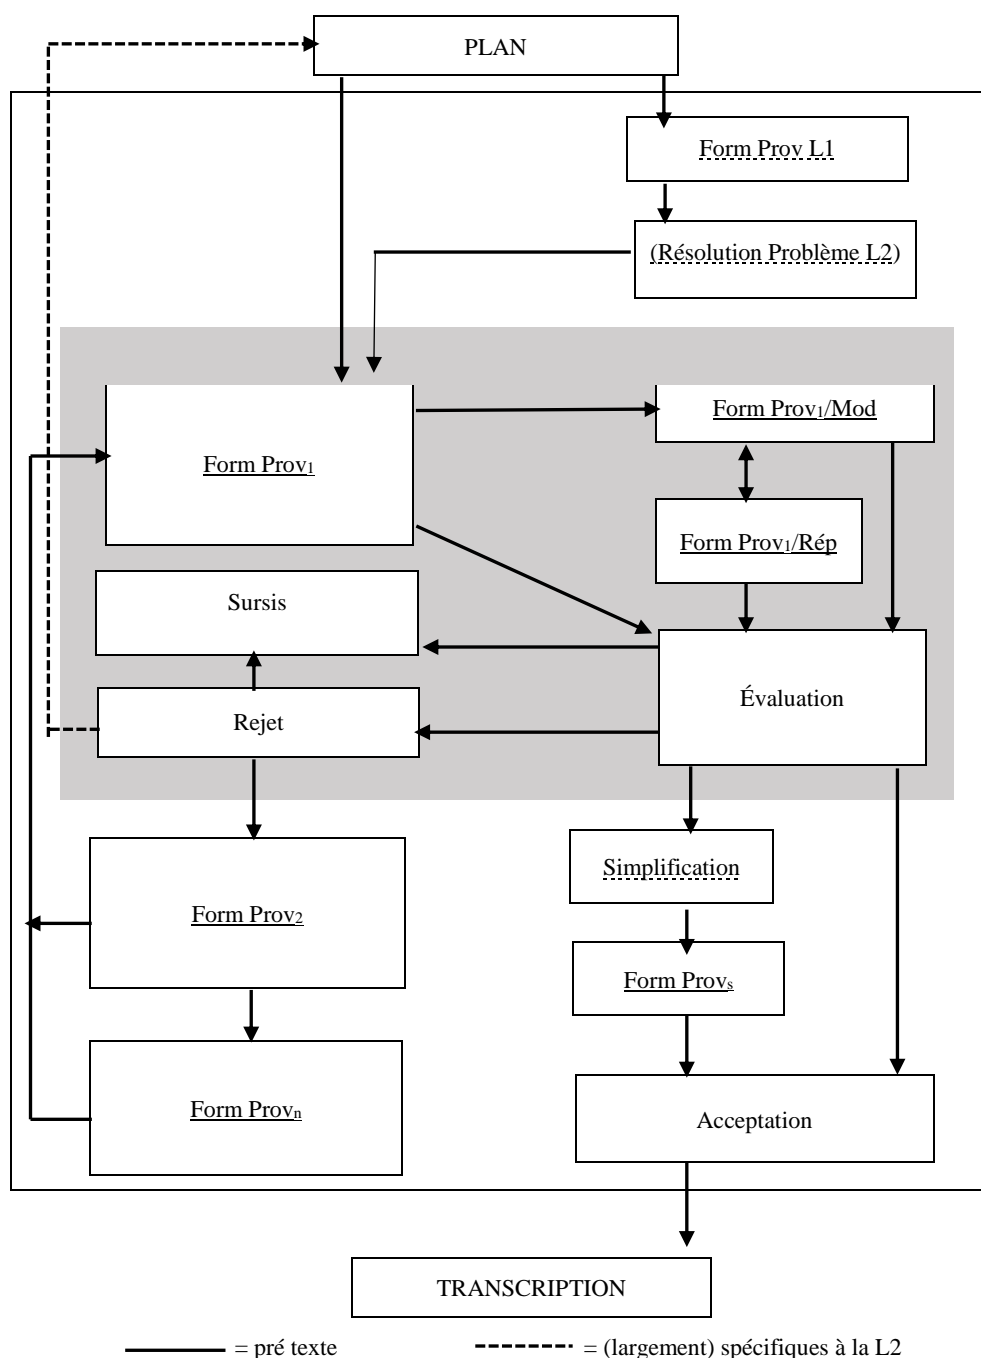 PLAN
Form Prov L1
(Résolution Problème L2)
Form Prov₁
Form Prov₁/Mod
Form Prov₁/Rép
Sursis
Évaluation
Rejet
Simplification
Form Prov₂
Form Provₛ
Form Provₙ
Acceptation
TRANSCRIPTION
= pré texte
= (largement) spécifiques à la L2